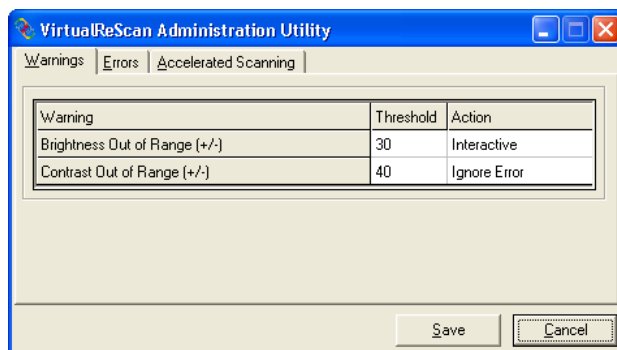 VirtualReScan Administration Utility
Warnings Errors Accelerated Scanning
Warning Threshold Action
Brightness Out of Range (+/-) 30 Interactive
Contrast Out of Range (+/-) 40 Ignore Error
Save Cancel